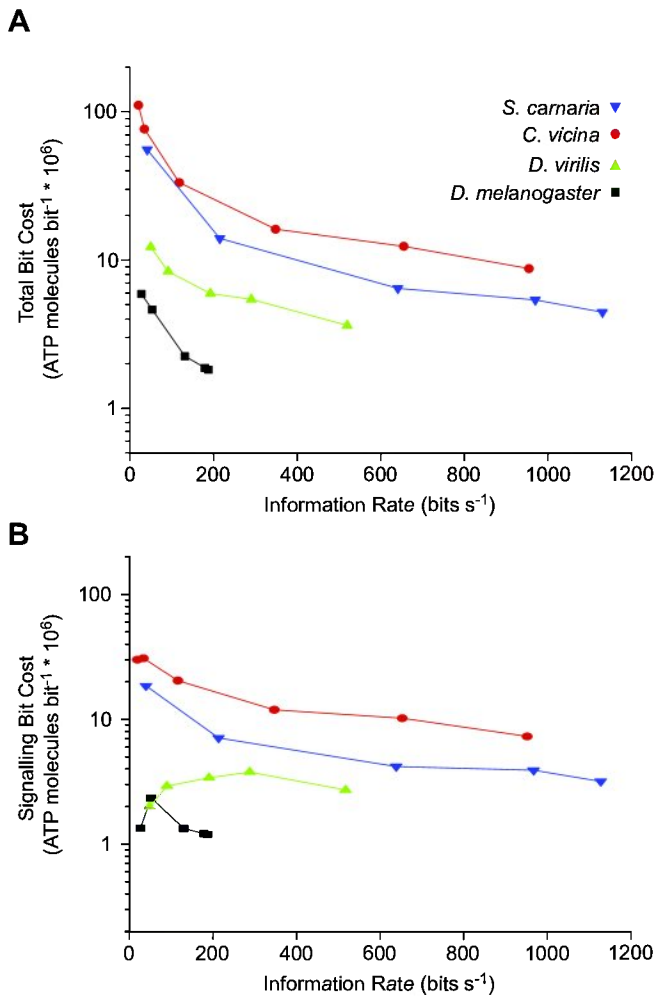 A
Total Bit Cost
(ATP molecules bit-1 * 106)
100
10
1
S. carnaria
C. vicina
D. virilis
D. melanogaster
0 200 400 600 800 1000 1200
Information Rate (bits s-1)
B
Signalling Bit Cost
(ATP molecules bit-1 * 106)
100
10
1
0 200 400 600 800 1000 1200
Information Rate (bits s-1)